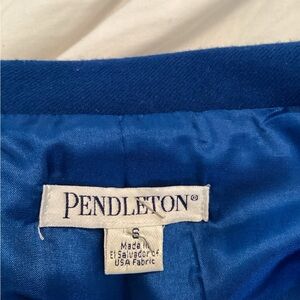 PENDLETON®
6
Made in
El Salvador of
USA Fabric